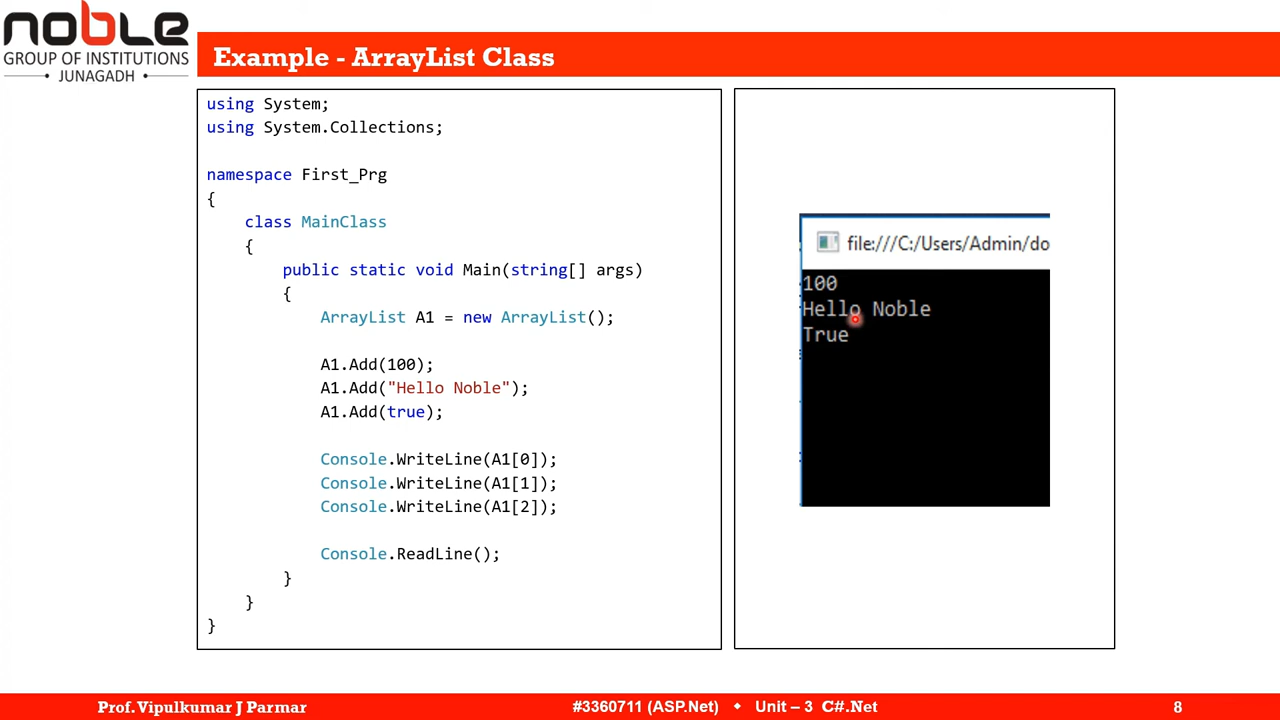 noble
GROUP OF INSTITUTIONS
• JUNAGADH •
Example - ArrayList Class
using System;
using System.Collections;
namespace First_Prg
{
class MainClass
{
public static void Main(string[] args)
{
ArrayList A1 = new ArrayList();
A1.Add(100);
A1.Add("Hello Noble");
A1.Add(true);
Console.WriteLine(A1[0]);
Console.WriteLine(A1[1]);
Console.WriteLine(A1[2]);
Console.ReadLine();
}
}
}
file:///C:/Users/Admin/do
100
Hello Noble
True
Prof. Vipulkumar J Parmar
#3360711 (ASP.Net) ♦ Unit – 3 C#.Net
8